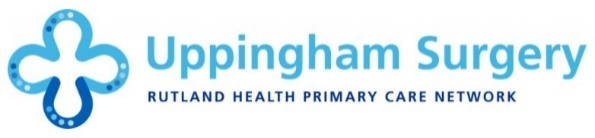 Uppingham Surgery
RUTLAND HEALTH PRIMARY CARE NETWORK